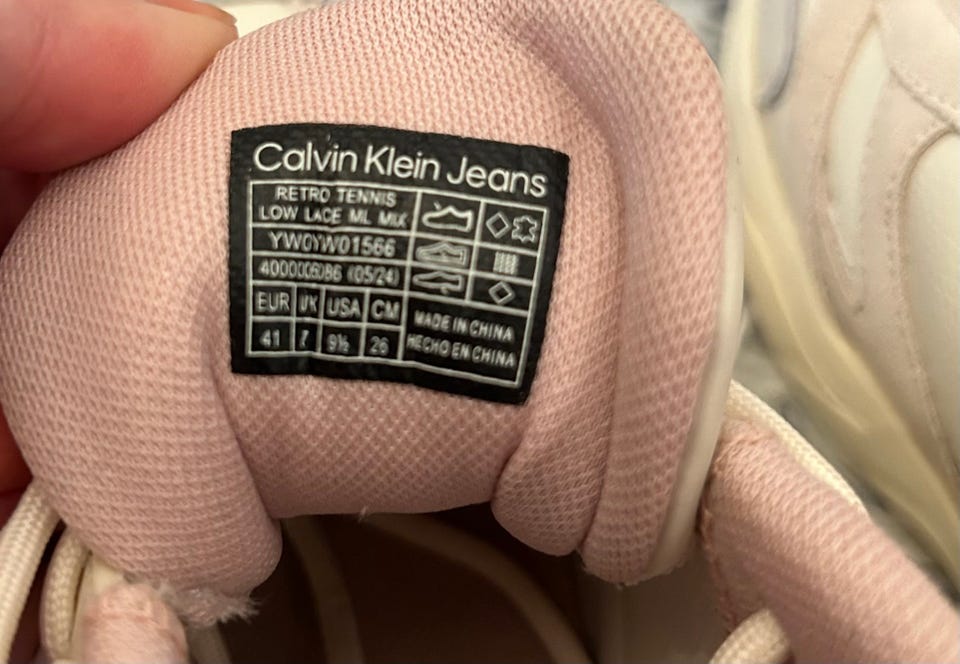 Calvin Klein Jeans
RETRO TENNIS
LOW LACE ML MIX
YW0YW01566
(05/24)
EUR UK USA CM
41 7 9½ 26
MADE IN CHINA
HECHO EN CHINA